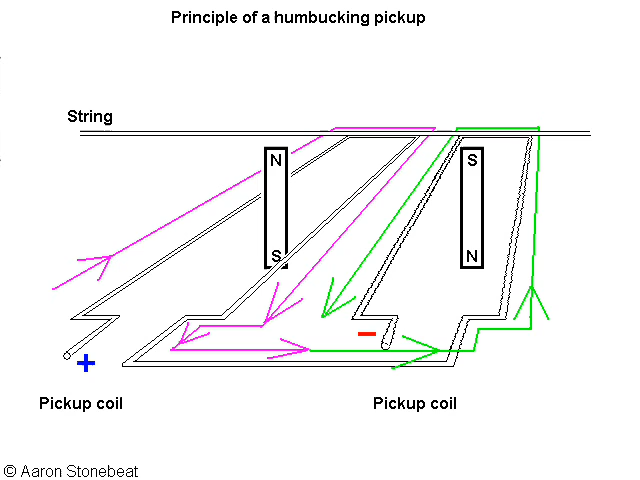 Principle of a humbucking pickup
String
N
S
S
N
+
−
Pickup coil
Pickup coil
© Aaron Stonebeat